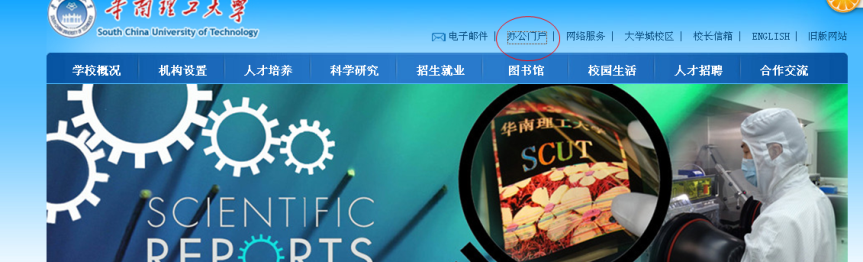 华南理工大学
South China University of Technology
电子邮件 | 办公门户 | 网络服务 | 大学城校区 | 校长信箱 | ENGLISH | 旧版网站
学校概况 机构设置 人才培养 科学研究 招生就业 图书馆 校园生活 人才招聘 合作交流
华南理工大学
SCUT
SCIENTIFIC
REPORTS